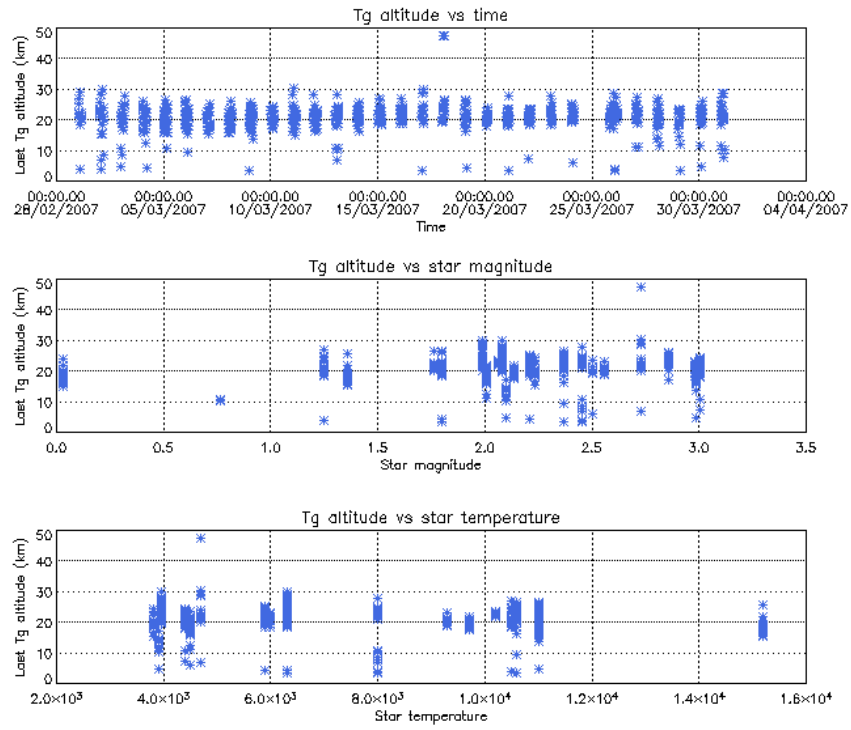 Tg altitude vs time
Last Tg altitude (km)
50
40
30
20
10
0
00:00.00 00:00.00 00:00.00 00:00.00 00:00.00 00:00.00 00:00.00 00:00.00
28/02/2007 05/03/2007 10/03/2007 15/03/2007 20/03/2007 25/03/2007 30/03/2007 04/04/2007
Time
Tg altitude vs star magnitude
Last Tg altitude (km)
50
40
30
20
10
0
0.0 0.5 1.0 1.5 2.0 2.5 3.0 3.5
Star magnitude
Tg altitude vs star temperature
Last Tg altitude (km)
50
40
30
20
10
0
2.0×10³ 4.0×10³ 6.0×10³ 8.0×10³ 1.0×10⁴ 1.2×10⁴ 1.4×10⁴ 1.6×10⁴
Star temperature